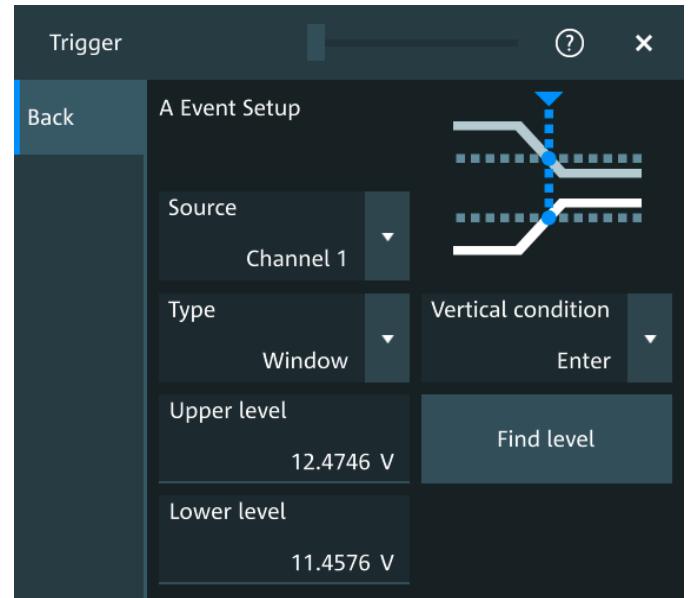 Trigger
?
Back
A Event Setup
Source
Channel 1
Type
Window
Vertical condition
Enter
Upper level
12.4746 V
Find level
Lower level
11.4576 V